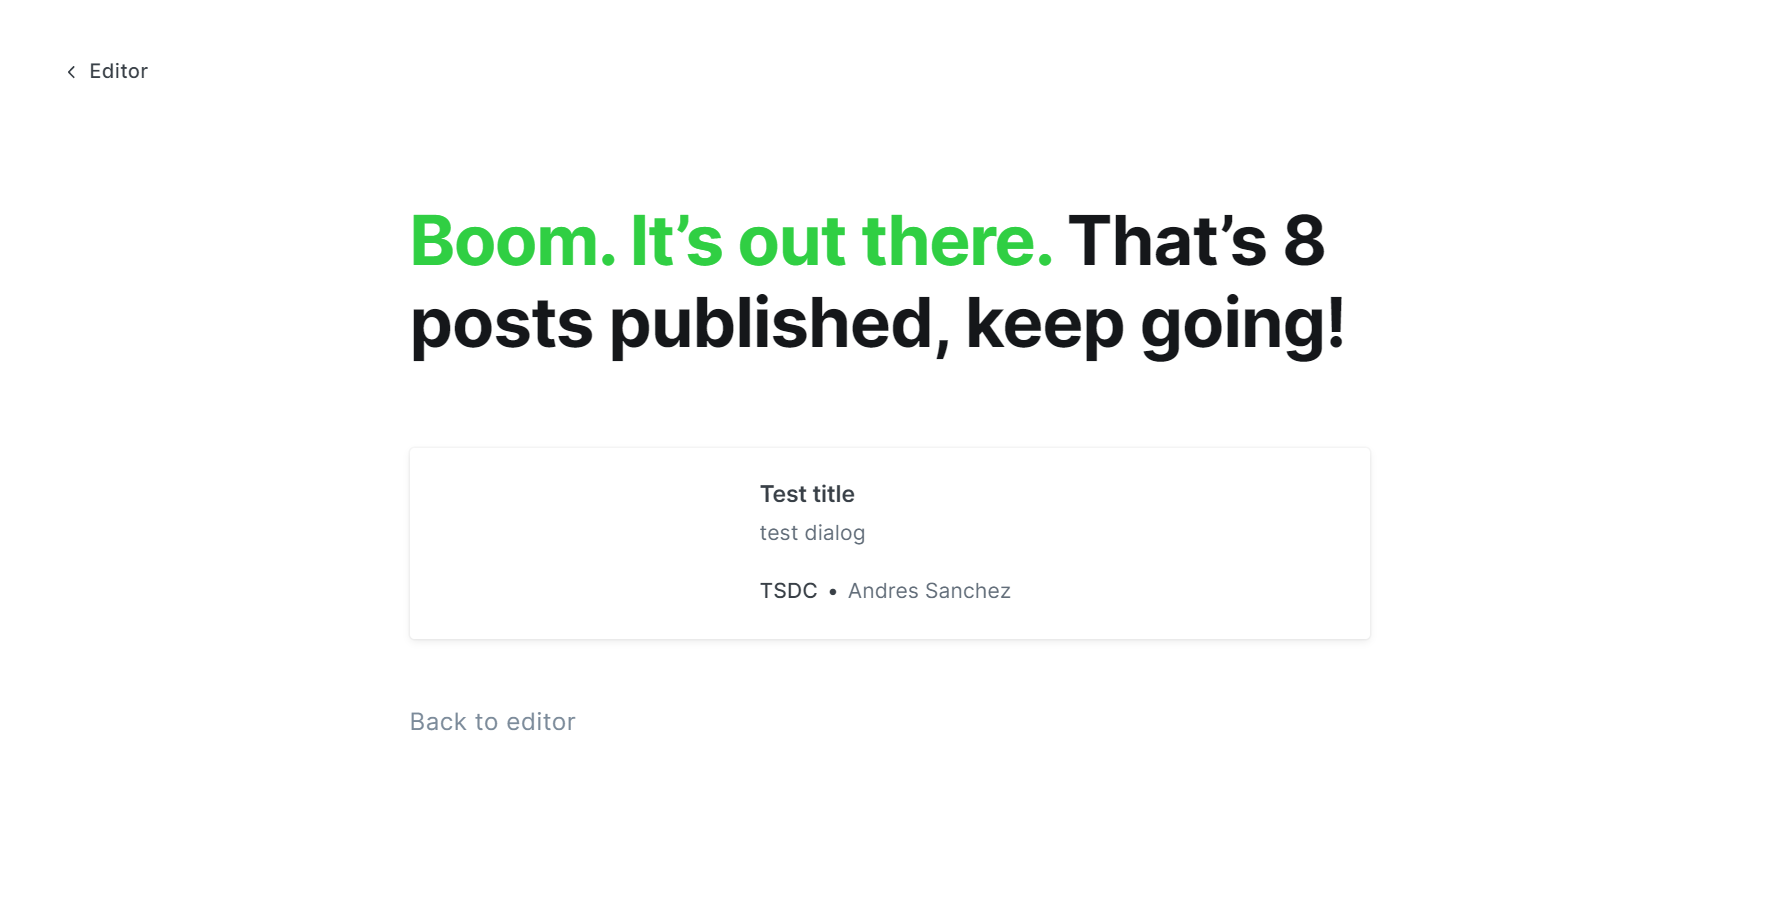 Editor
Boom. It’s out there. That’s 8
posts published, keep going!
Test title
test dialog
TSDC • Andres Sanchez
Back to editor